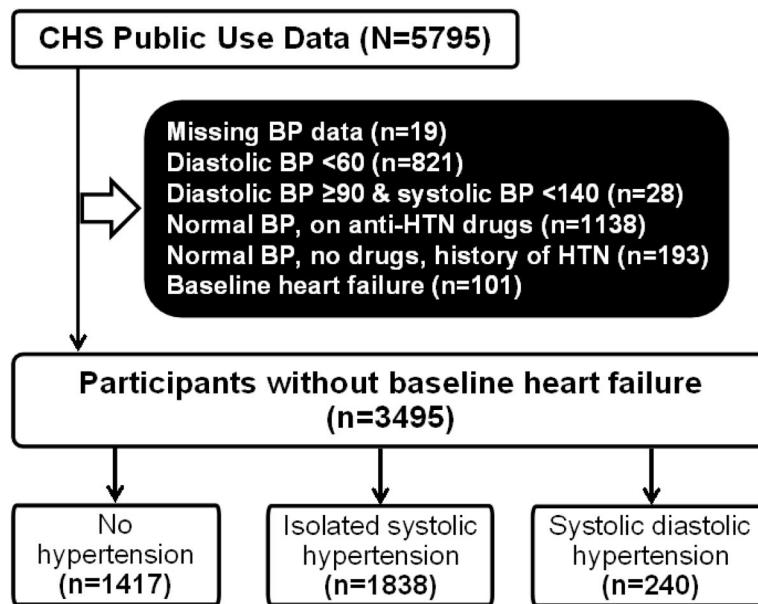 CHS Public Use Data (N=5795)
Missing BP data (n=19)
Diastolic BP <60 (n=821)
Diastolic BP ≥90 & systolic BP <140 (n=28)
Normal BP, on anti-HTN drugs (n=1138)
Normal BP, no drugs, history of HTN (n=193)
Baseline heart failure (n=101)
Participants without baseline heart failure
(n=3495)
No
hypertension
(n=1417)
Isolated systolic
hypertension
(n=1838)
Systolic diastolic
hypertension
(n=240)